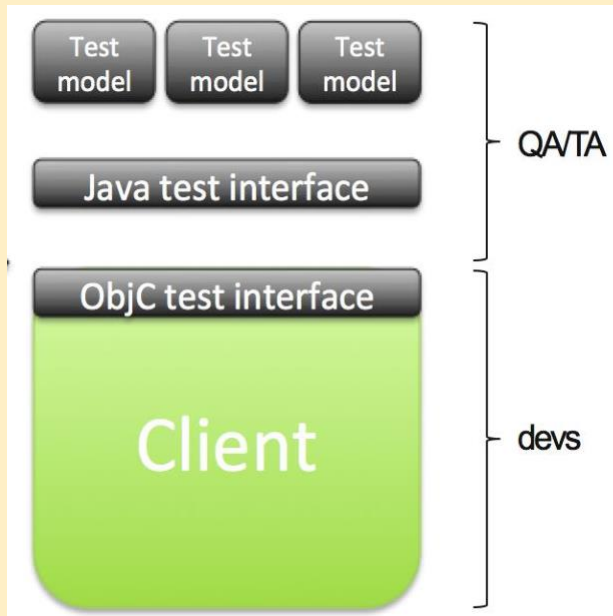 Test Test Test
model model model
QA/TA
Java test interface
ObjC test interface
Client
devs